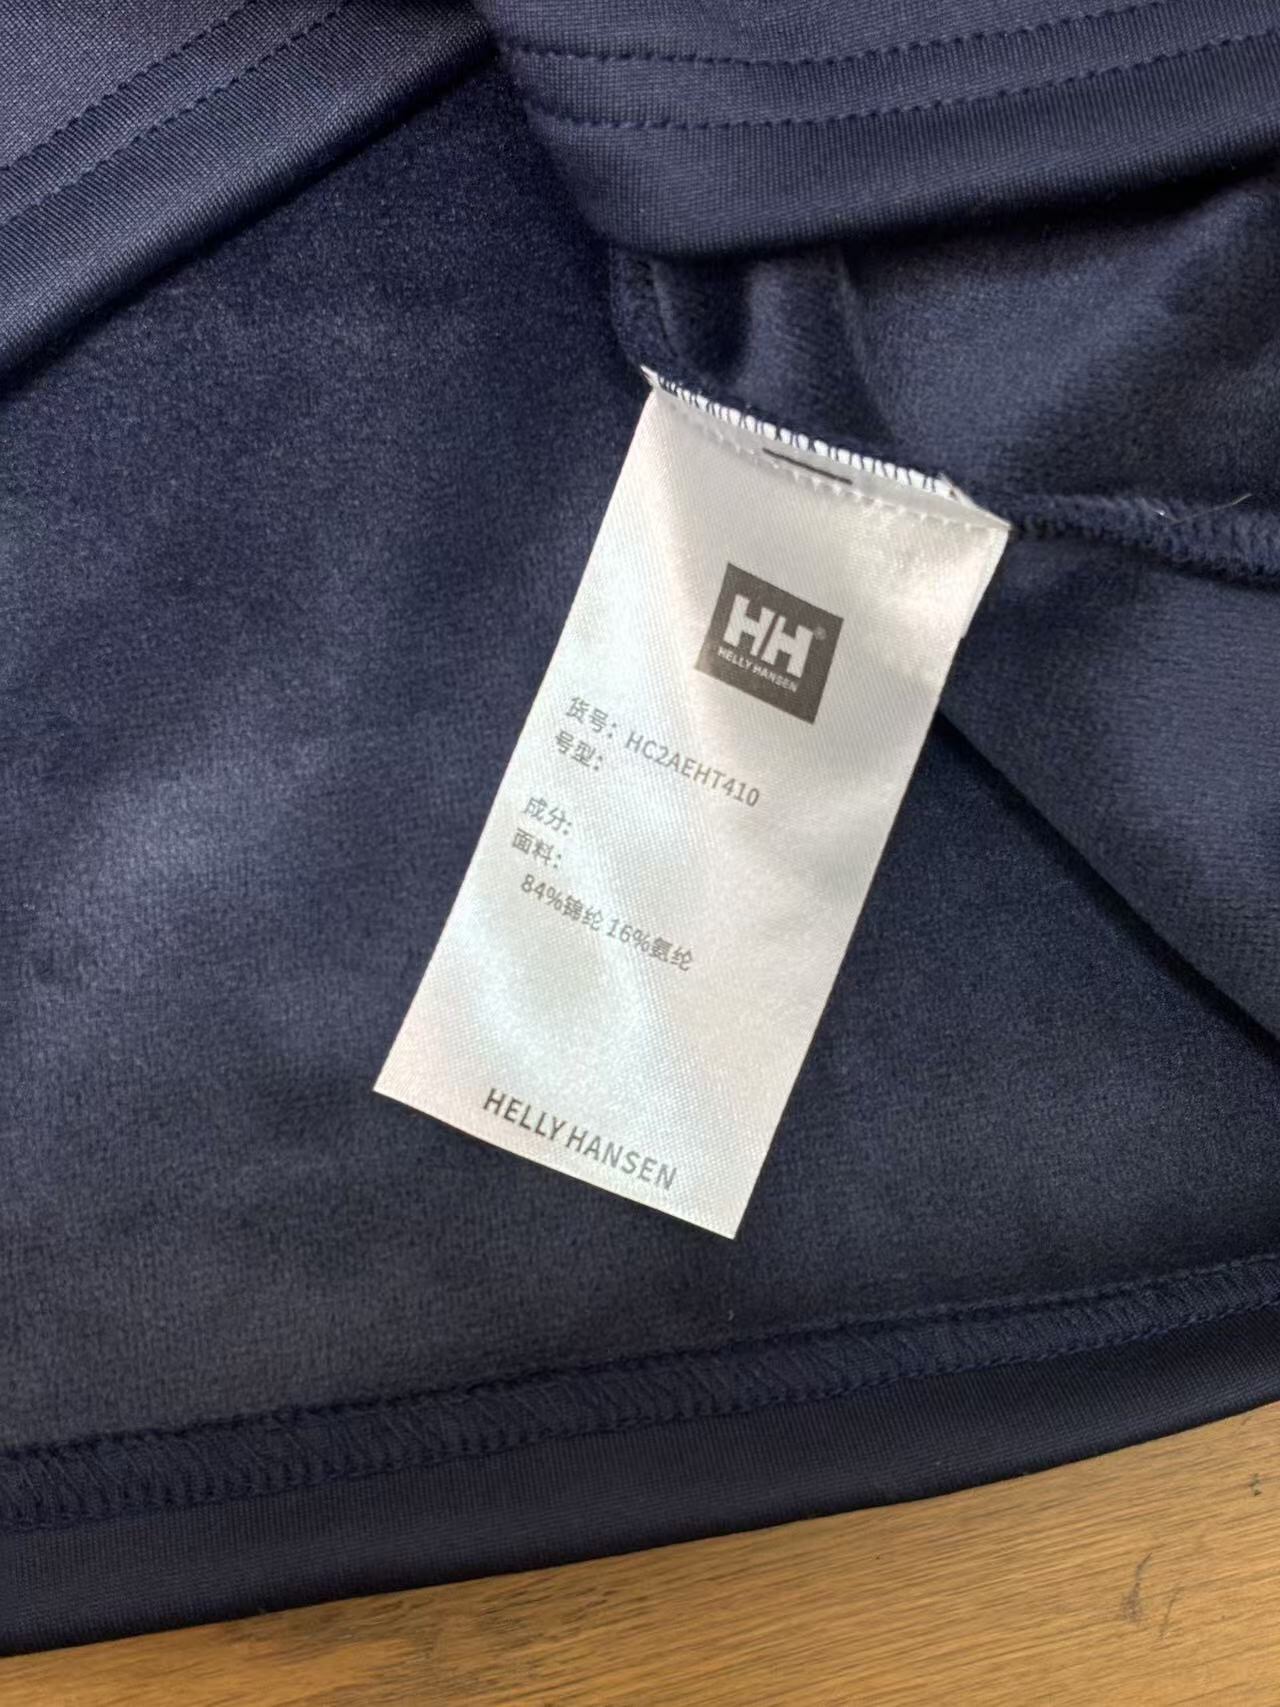 HH®
HELLY HANSEN
货号：HC2AEHT410
号型：
成分：
面料：
84%锦纶 16%氨纶
HELLY HANSEN